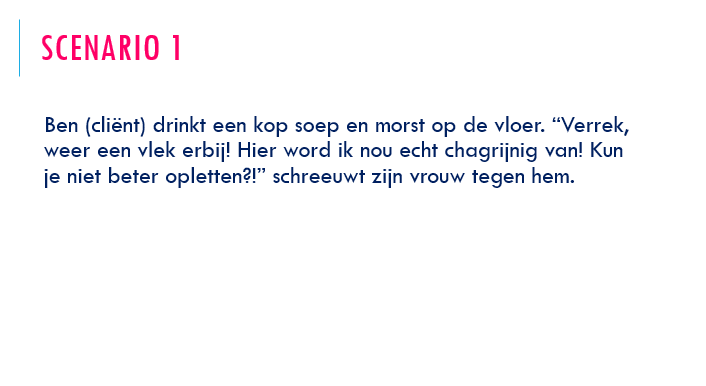 SCENARIO 1
Ben (cliënt) drinkt een kop soep en morst op de vloer. “Verrek,
weer een vlek erbij! Hier word ik nou echt chagrijnig van! Kun
je niet beter opletten?!” schreeuwt zijn vrouw tegen hem.